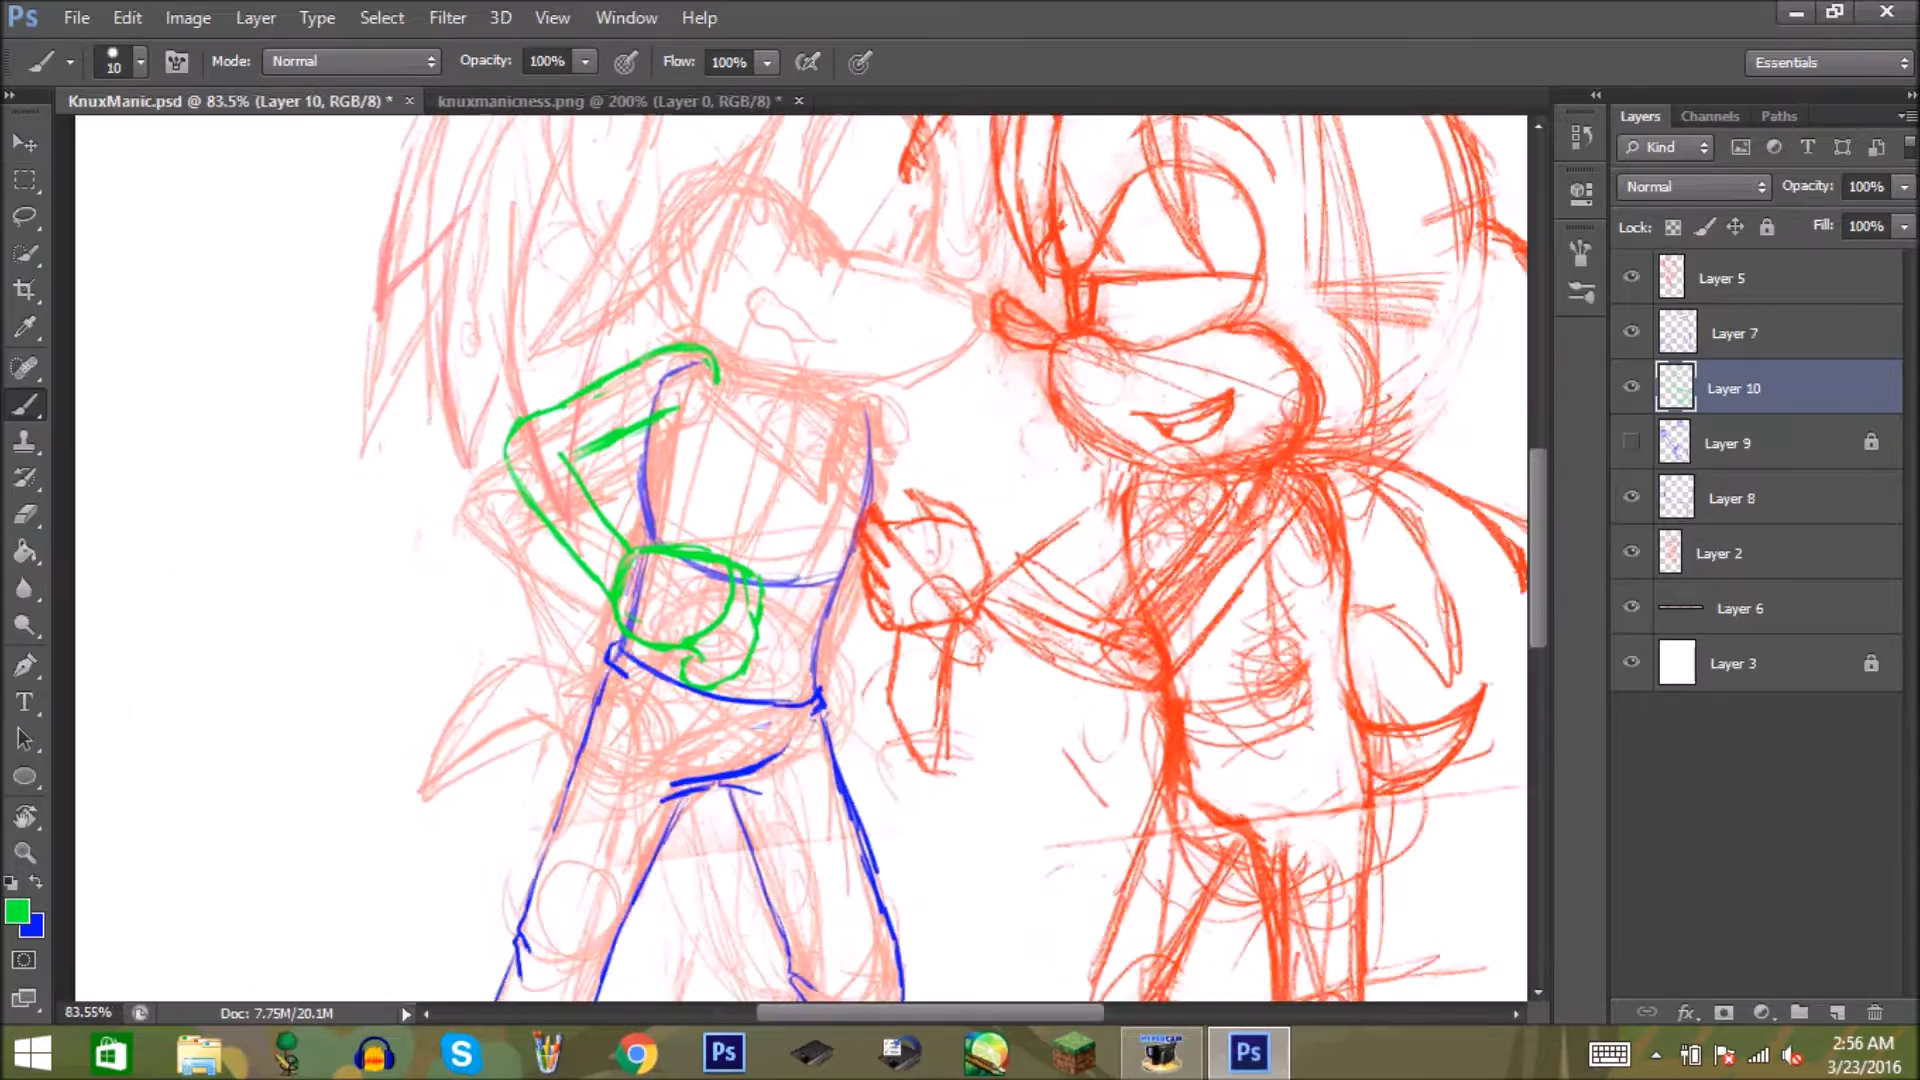 Ps File Edit Image Layer Type Select Filter 3D View Window Help
10 Mode: Normal Opacity: 100% Flow: 100% Essentials
KnuxManic.psd @ 83.5% (Layer 10, RGB/8) * × knuxmanicness.png @ 200% (Layer 0, RGB/8) * ×
Layers Channels Paths
Kind
Normal Opacity: 100%
Lock: Fill: 100%
Layer 5
Layer 7
Layer 10
Layer 9
Layer 8
Layer 2
Layer 6
Layer 3
83.55% Doc: 7.75M/20.1M
Ps HYPERCAM Ps
2:56 AM
3/23/2016